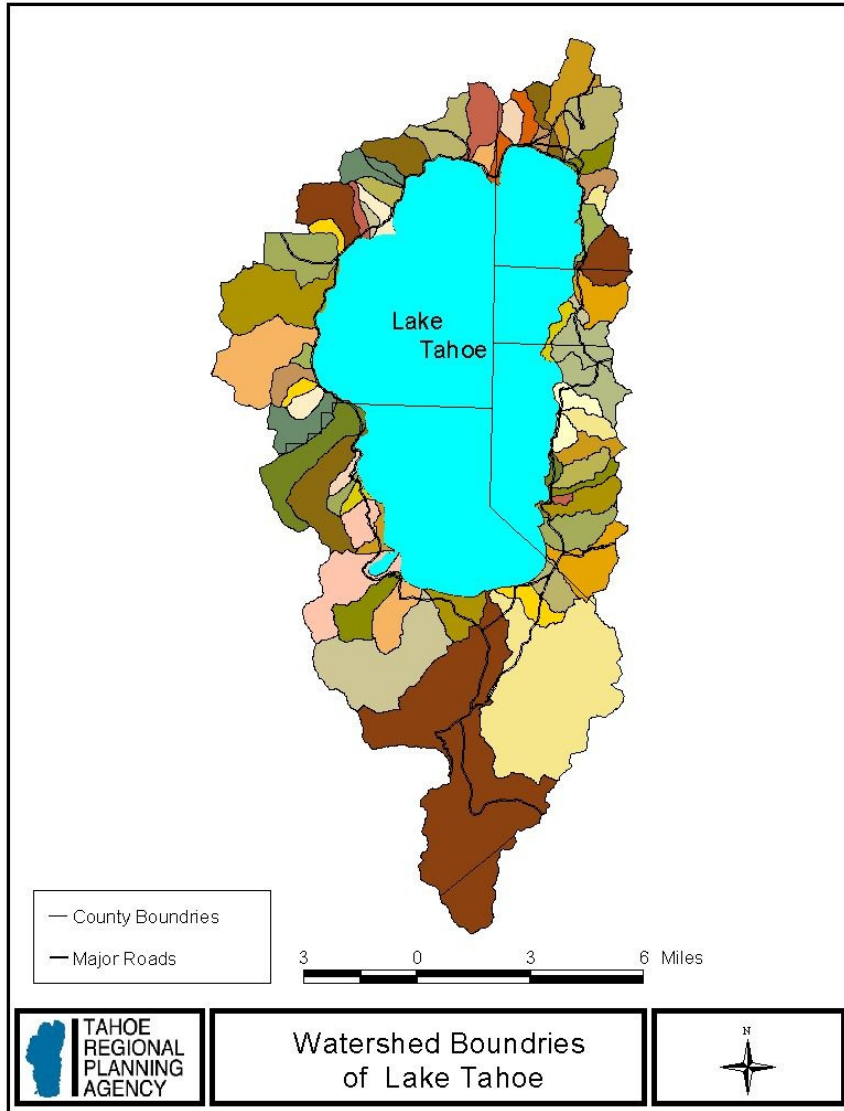 Lake
Tahoe
County Boundries
Major Roads
3 0 3 6 Miles
TAHOE
REGIONAL
PLANNING
AGENCY
Watershed Boundries
of Lake Tahoe
N